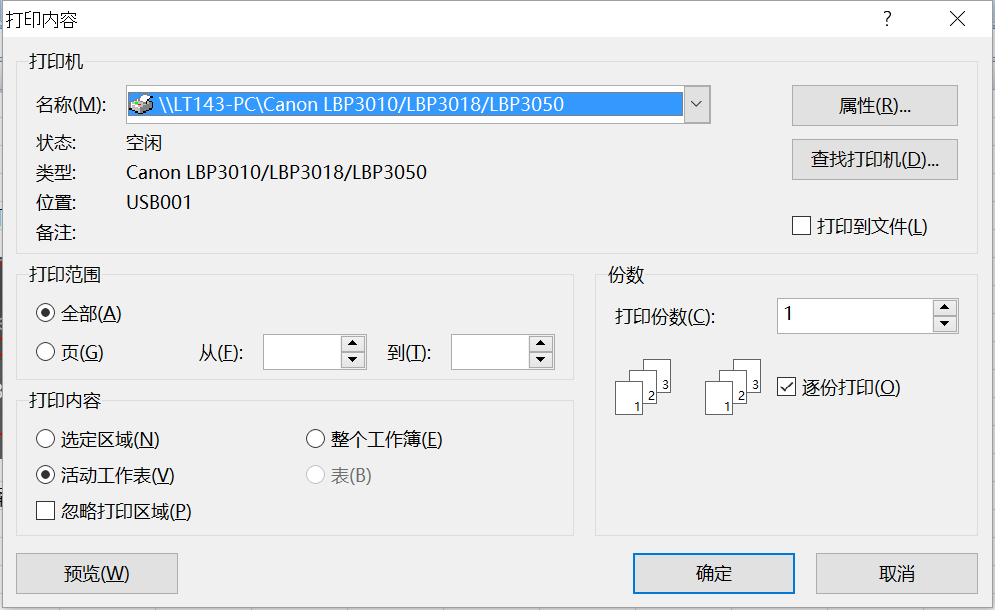 打印内容
?
打印机
名称(M): \\LT143-PC\Canon LBP3010/LBP3018/LBP3050 属性(R)...
状态: 空闲
类型: Canon LBP3010/LBP3018/LBP3050 查找打印机(D)...
位置: USB001
备注: 打印到文件(L)
打印范围
全部(A)
页(G) 从(F): 到(T):
份数
打印份数(C): 1
1 2 3 1 2 3 逐份打印(O)
打印内容
选定区域(N) 整个工作簿(E)
活动工作表(V) 表(B)
忽略打印区域(P)
预览(W) 确定 取消